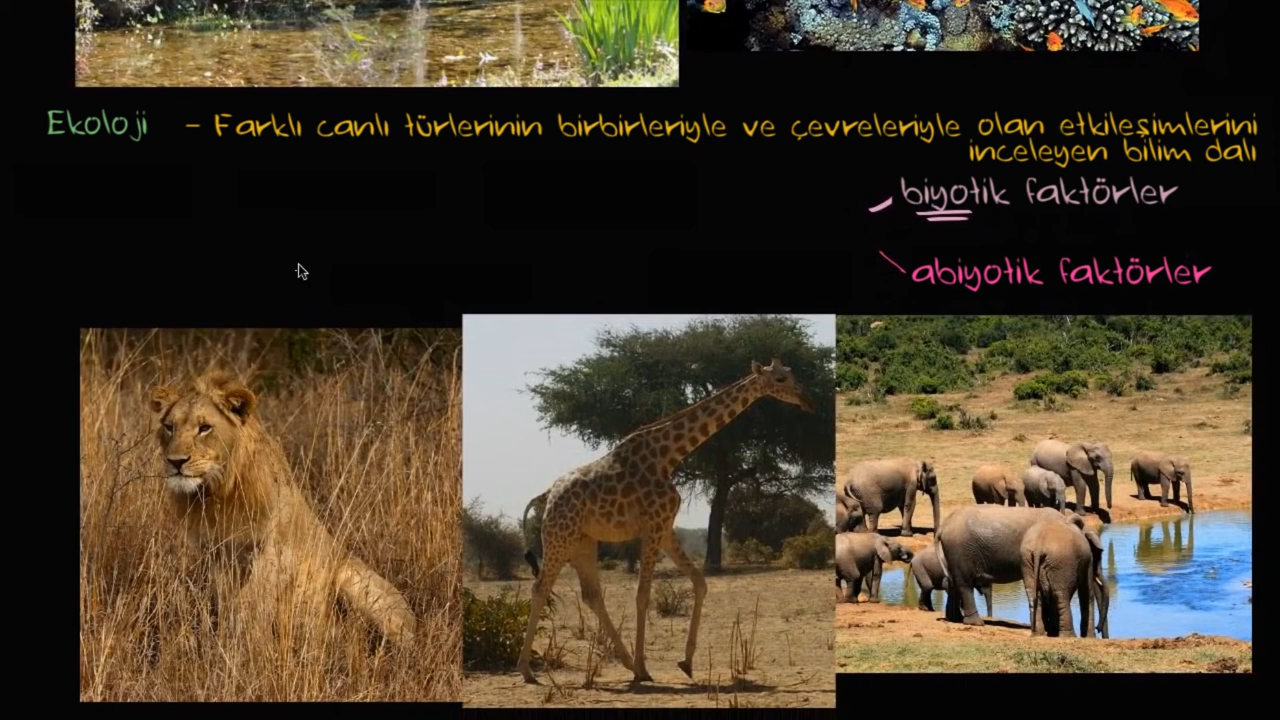 Ekoloji - Farklı canlı türlerinin birbirleriyle ve çevreleriyle olan etkileşimlerini
inceleyen bilim dalı
biyotik faktörler
abiyotik faktörler